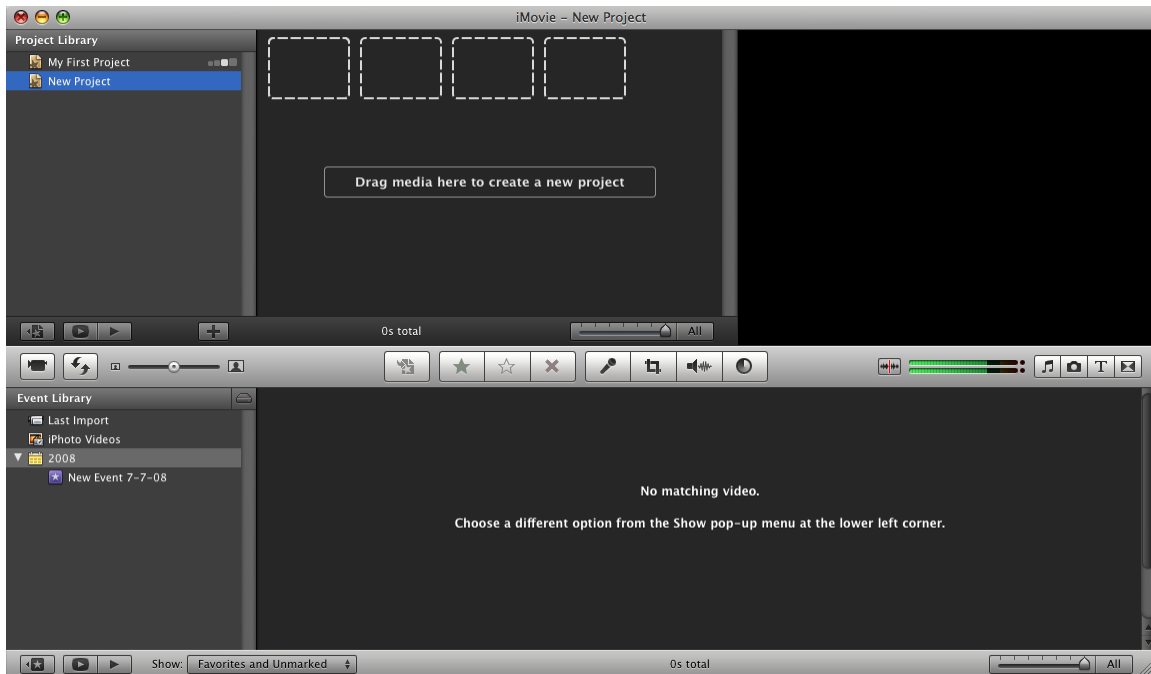 iMovie – New Project
Project Library
My First Project
New Project
Drag media here to create a new project
0s total
All
Event Library
Last Import
iPhoto Videos
2008
New Event 7-7-08
No matching video.
Choose a different option from the Show pop-up menu at the lower left corner.
Show: Favorites and Unmarked
0s total
All